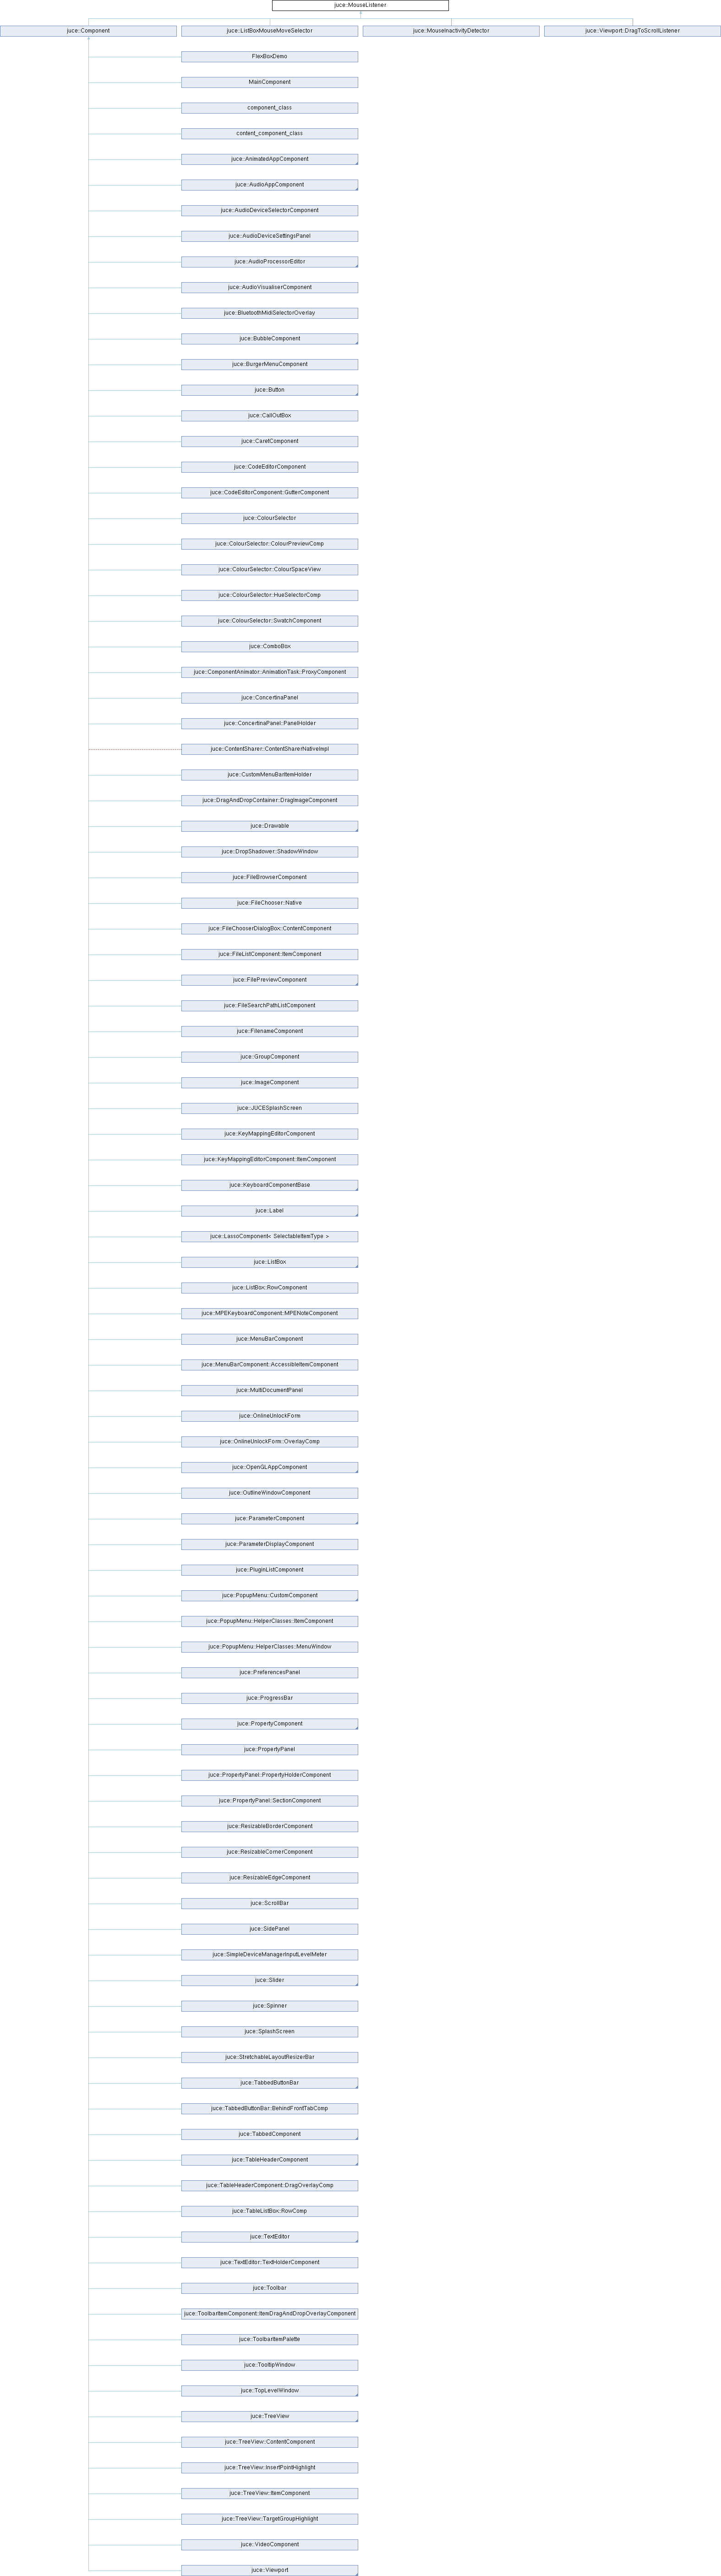 juce::MouseListener
juce::Component
juce::ListBoxMouseMoveSelector
juce::MouseInactivityDetector
juce::Viewport::DragToScrollListener
FlexBoxDemo
MainComponent
component_class
content_component_class
juce::AnimatedAppComponent
juce::AudioAppComponent
juce::AudioDeviceSelectorComponent
juce::AudioDeviceSettingsPanel
juce::AudioProcessorEditor
juce::AudioVisualiserComponent
juce::BluetoothMidiSelectorOverlay
juce::BubbleComponent
juce::BurgerMenuComponent
juce::Button
juce::CallOutBox
juce::CaretComponent
juce::CodeEditorComponent
juce::CodeEditorComponent::GutterComponent
juce::ColourSelector
juce::ColourSelector::ColourPreviewComp
juce::ColourSelector::ColourSpaceView
juce::ColourSelector::HueSelectorComp
juce::ColourSelector::SwatchComponent
juce::ComboBox
juce::ComponentAnimator::AnimationTask::ProxyComponent
juce::ConcertinaPanel
juce::ConcertinaPanel::PanelHolder
juce::ContentSharer::ContentSharerNativeImpl
juce::CustomMenuBarItemHolder
juce::DragAndDropContainer::DragImageComponent
juce::Drawable
juce::DropShadower::ShadowWindow
juce::FileBrowserComponent
juce::FileChooser::Native
juce::FileChooserDialogBox::ContentComponent
juce::FileListComponent::ItemComponent
juce::FilePreviewComponent
juce::FileSearchPathListComponent
juce::FilenameComponent
juce::GroupComponent
juce::ImageComponent
juce::JUCESplashScreen
juce::KeyMappingEditorComponent
juce::KeyMappingEditorComponent::ItemComponent
juce::KeyboardComponentBase
juce::Label
juce::LassoComponent< SelectableItemType >
juce::ListBox
juce::ListBox::RowComponent
juce::MPEKeyboardComponent::MPENoteComponent
juce::MenuBarComponent
juce::MenuBarComponent::AccessibleItemComponent
juce::MultiDocumentPanel
juce::OnlineUnlockForm
juce::OnlineUnlockForm::OverlayComp
juce::OpenGLAppComponent
juce::OutlineWindowComponent
juce::ParameterComponent
juce::ParameterDisplayComponent
juce::PluginListComponent
juce::PopupMenu::CustomComponent
juce::PopupMenu::HelperClasses::ItemComponent
juce::PopupMenu::HelperClasses::MenuWindow
juce::PreferencesPanel
juce::ProgressBar
juce::PropertyComponent
juce::PropertyPanel
juce::PropertyPanel::PropertyHolderComponent
juce::PropertyPanel::SectionComponent
juce::ResizableBorderComponent
juce::ResizableCornerComponent
juce::ResizableEdgeComponent
juce::ScrollBar
juce::SidePanel
juce::SimpleDeviceManagerInputLevelMeter
juce::Slider
juce::Spinner
juce::SplashScreen
juce::StretchableLayoutResizerBar
juce::TabbedButtonBar
juce::TabbedButtonBar::BehindFrontTabComp
juce::TabbedComponent
juce::TableHeaderComponent
juce::TableHeaderComponent::DragOverlayComp
juce::TableListBox::RowComp
juce::TextEditor
juce::TextEditor::TextHolderComponent
juce::Toolbar
juce::ToolbarItemComponent::ItemDragAndDropOverlayComponent
juce::ToolbarItemPalette
juce::TooltipWindow
juce::TopLevelWindow
juce::TreeView
juce::TreeView::ContentComponent
juce::TreeView::InsertPointHighlight
juce::TreeView::ItemComponent
juce::TreeView::TargetGroupHighlight
juce::VideoComponent
juce::Viewport